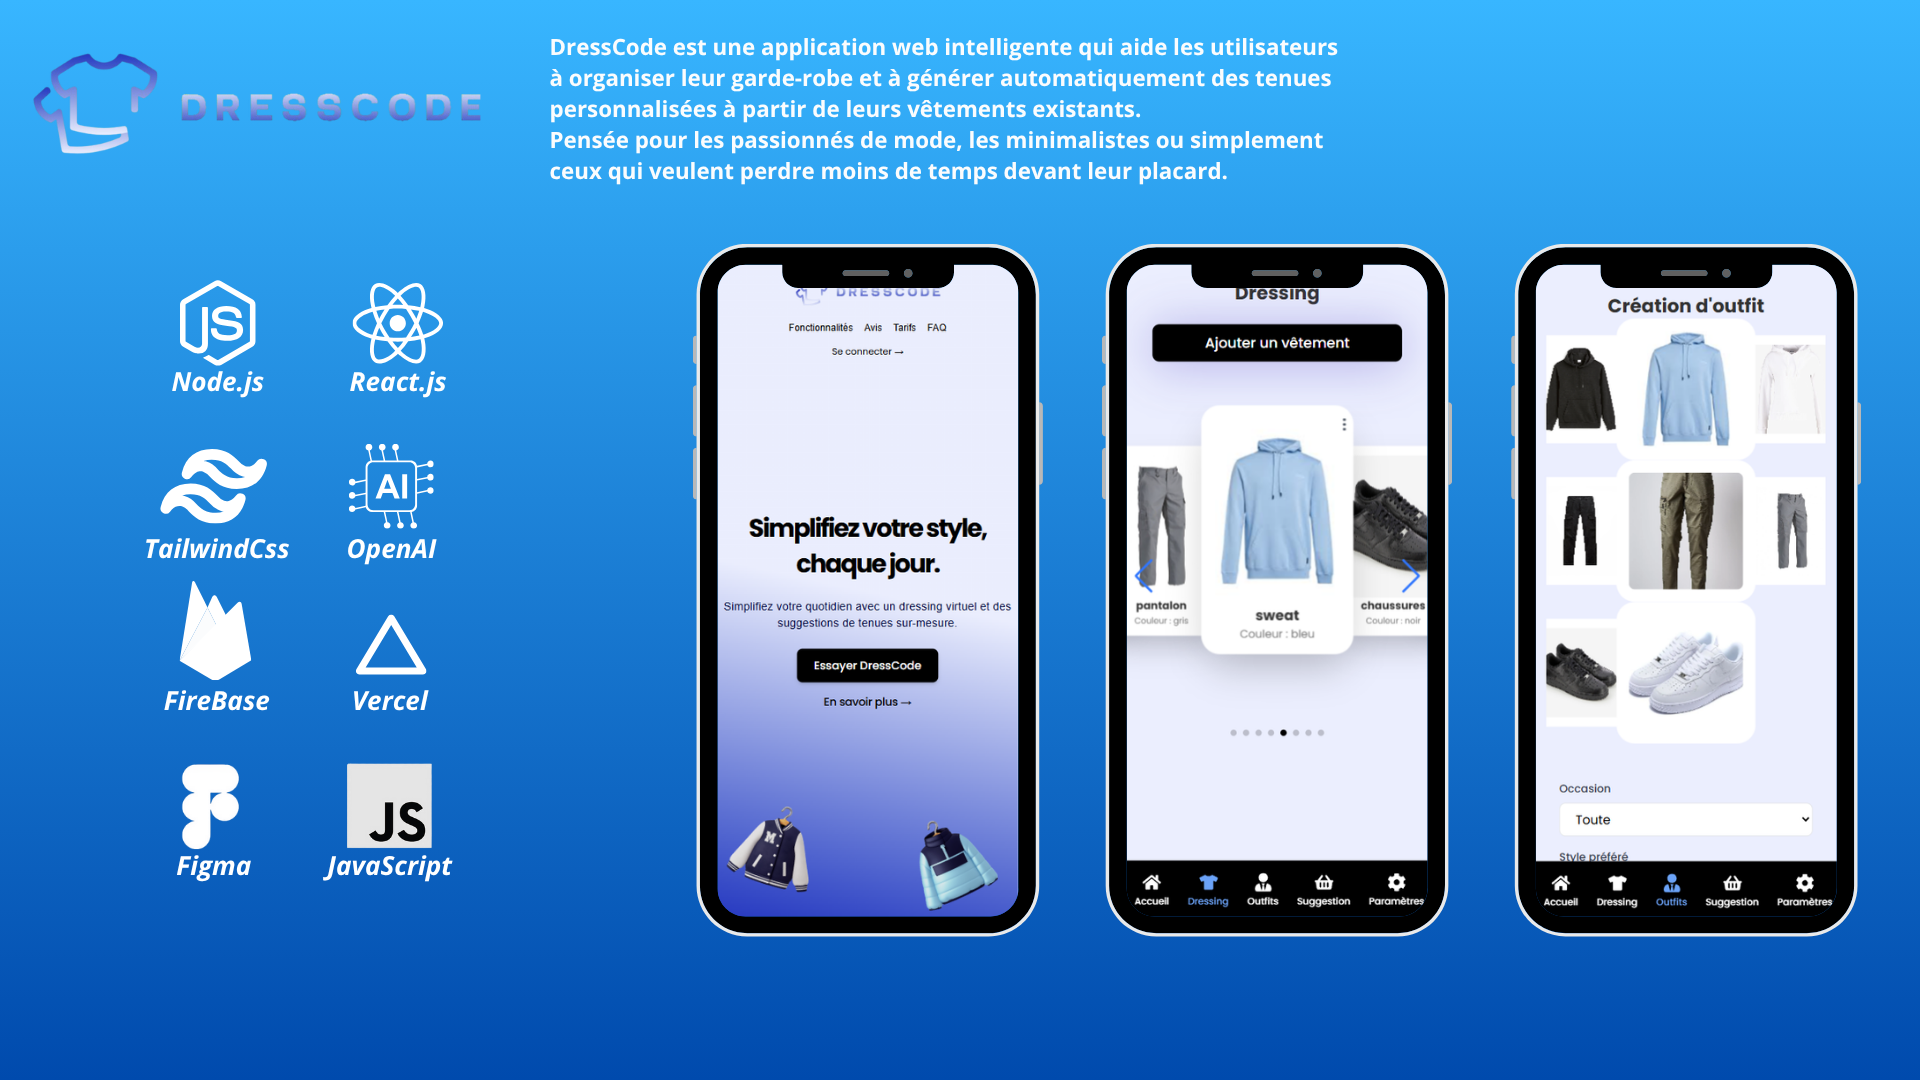 DRESSCODE
DressCode est une application web intelligente qui aide les utilisateurs
à organiser leur garde-robe et à générer automatiquement des tenues
personnalisées à partir de leurs vêtements existants.
Pensée pour les passionnés de mode, les minimalistes ou simplement
ceux qui veulent perdre moins de temps devant leur placard.
JS
Node.js
React.js
TailwindCss
AI
OpenAI
FireBase
Vercel
Figma
JS
JavaScript
DRESSCODE
Fonctionnalités Avis Tarifs FAQ
Se connecter →
Simplifiez votre style,
chaque jour.
Simplifiez votre quotidien avec un dressing virtuel et des
suggestions de tenues sur-mesure.
Essayer DressCode
En savoir plus →
M
Dressing
Ajouter un vêtement
pantalon
Couleur : gris
sweat
Couleur : bleu
chaussures
Couleur : noir
Accueil Dressing Outfits Suggestion Paramètres
Création d'outfit
Occasion
Toute
Style préféré
Accueil Dressing Outfits Suggestion Paramètres